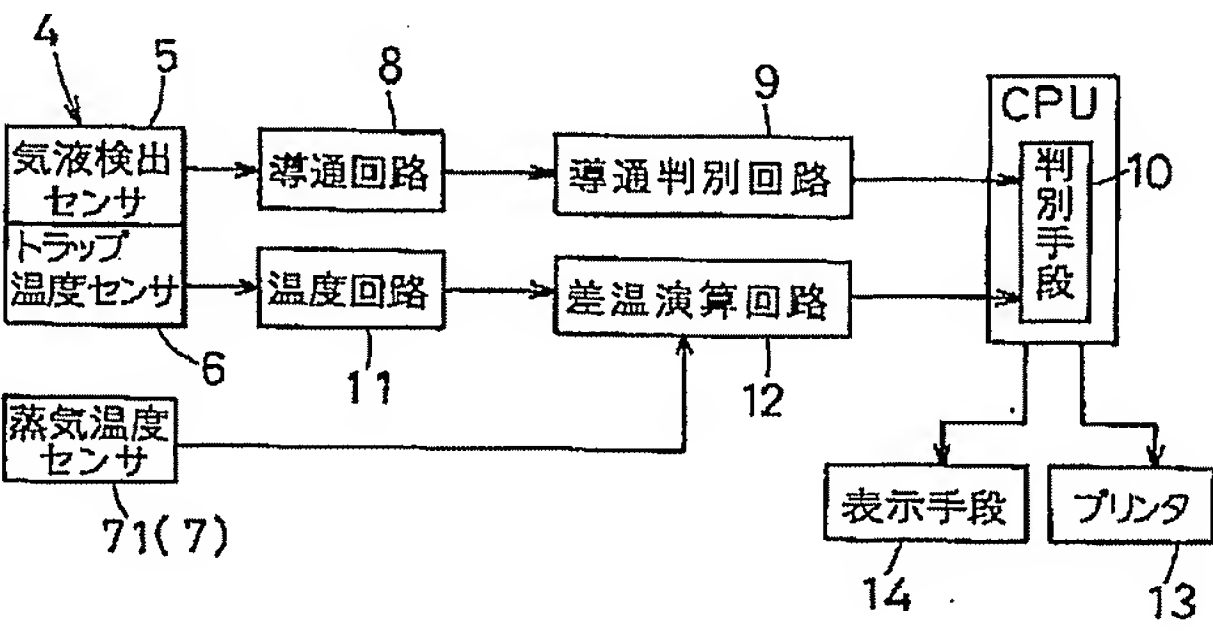 4
5
8
9
CPU
気液検出
センサ
導通回路
導通判別回路
判別手段
10
トラップ
温度センサ
温度回路
差温演算回路
6
11
12
蒸気温度
センサ
71(7)
表示手段
プリンタ
14
13